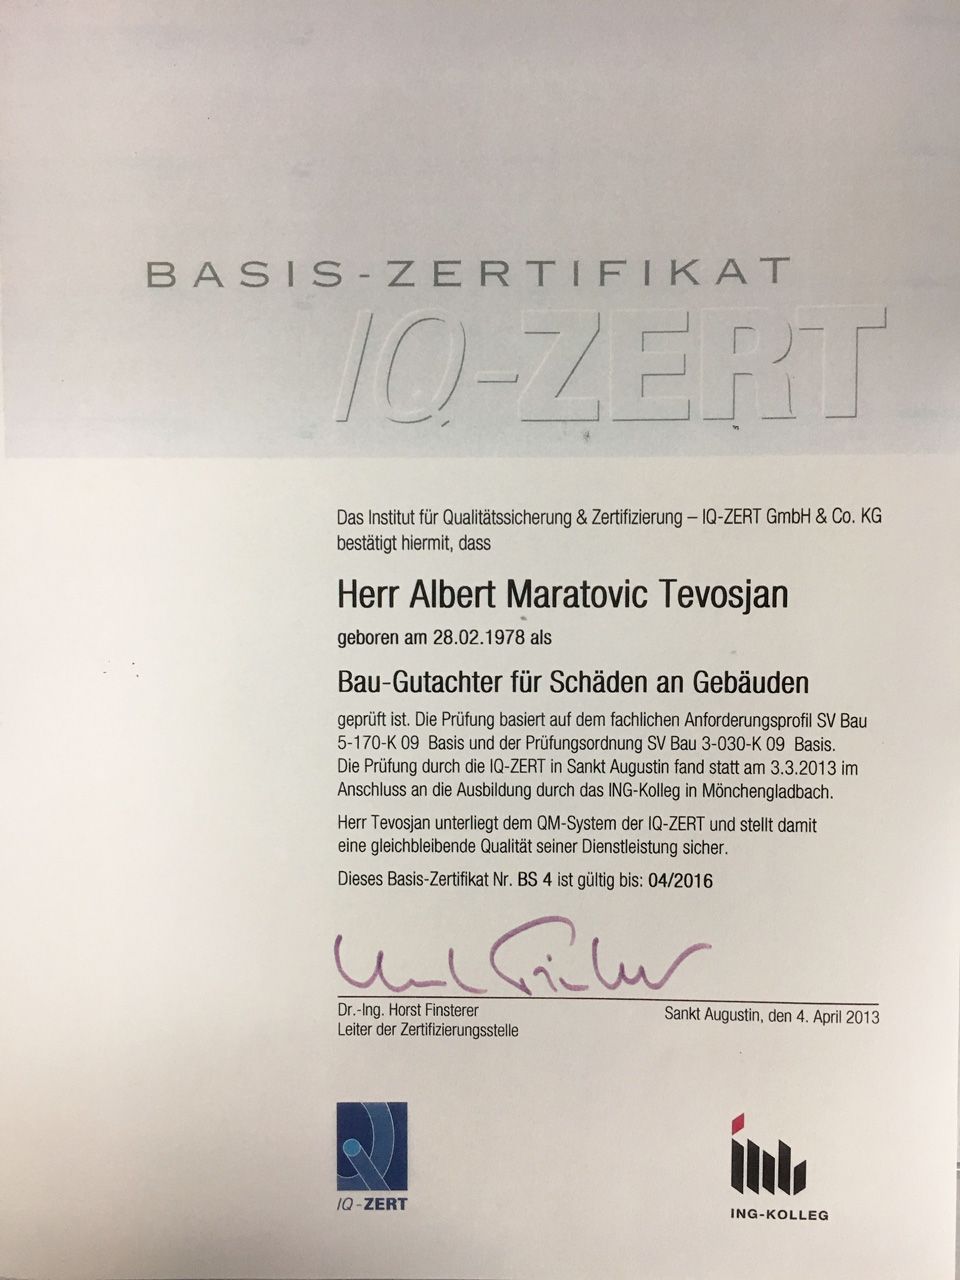 BASIS-ZERTIFIKAT
IQ-ZERT
Das Institut für Qualitätssicherung & Zertifizierung – IQ-ZERT GmbH & Co. KG
bestätigt hiermit, dass
Herr Albert Maratovic Tevosjan
geboren am 28.02.1978 als
Bau-Gutachter für Schäden an Gebäuden
geprüft ist. Die Prüfung basiert auf dem fachlichen Anforderungsprofil SV Bau
5-170-K 09 Basis und der Prüfungsordnung SV Bau 3-030-K 09 Basis.
Die Prüfung durch die IQ-ZERT in Sankt Augustin fand statt am 3.3.2013 im
Anschluss an die Ausbildung durch das ING-Kolleg in Mönchengladbach.
Herr Tevosjan unterliegt dem QM-System der IQ-ZERT und stellt damit
eine gleichbleibende Qualität seiner Dienstleistung sicher.
Dieses Basis-Zertifikat Nr. BS 4 ist gültig bis: 04/2016
Dr.-Ing. Horst Finsterer
Leiter der Zertifizierungsstelle
Sankt Augustin, den 4. April 2013
IQ-ZERT
ing
ING-KOLLEG